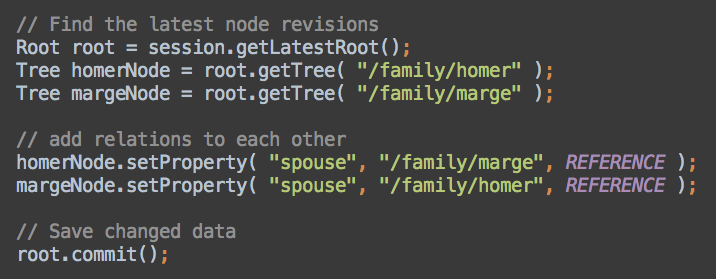 // Find the latest node revisions
Root root = session.getLatestRoot();
Tree homerNode = root.getTree( "/family/homer" );
Tree margeNode = root.getTree( "/family/marge" );
// add relations to each other
homerNode.setProperty( "spouse", "/family/marge", REFERENCE );
margeNode.setProperty( "spouse", "/family/homer", REFERENCE );
// Save changed data
root.commit();